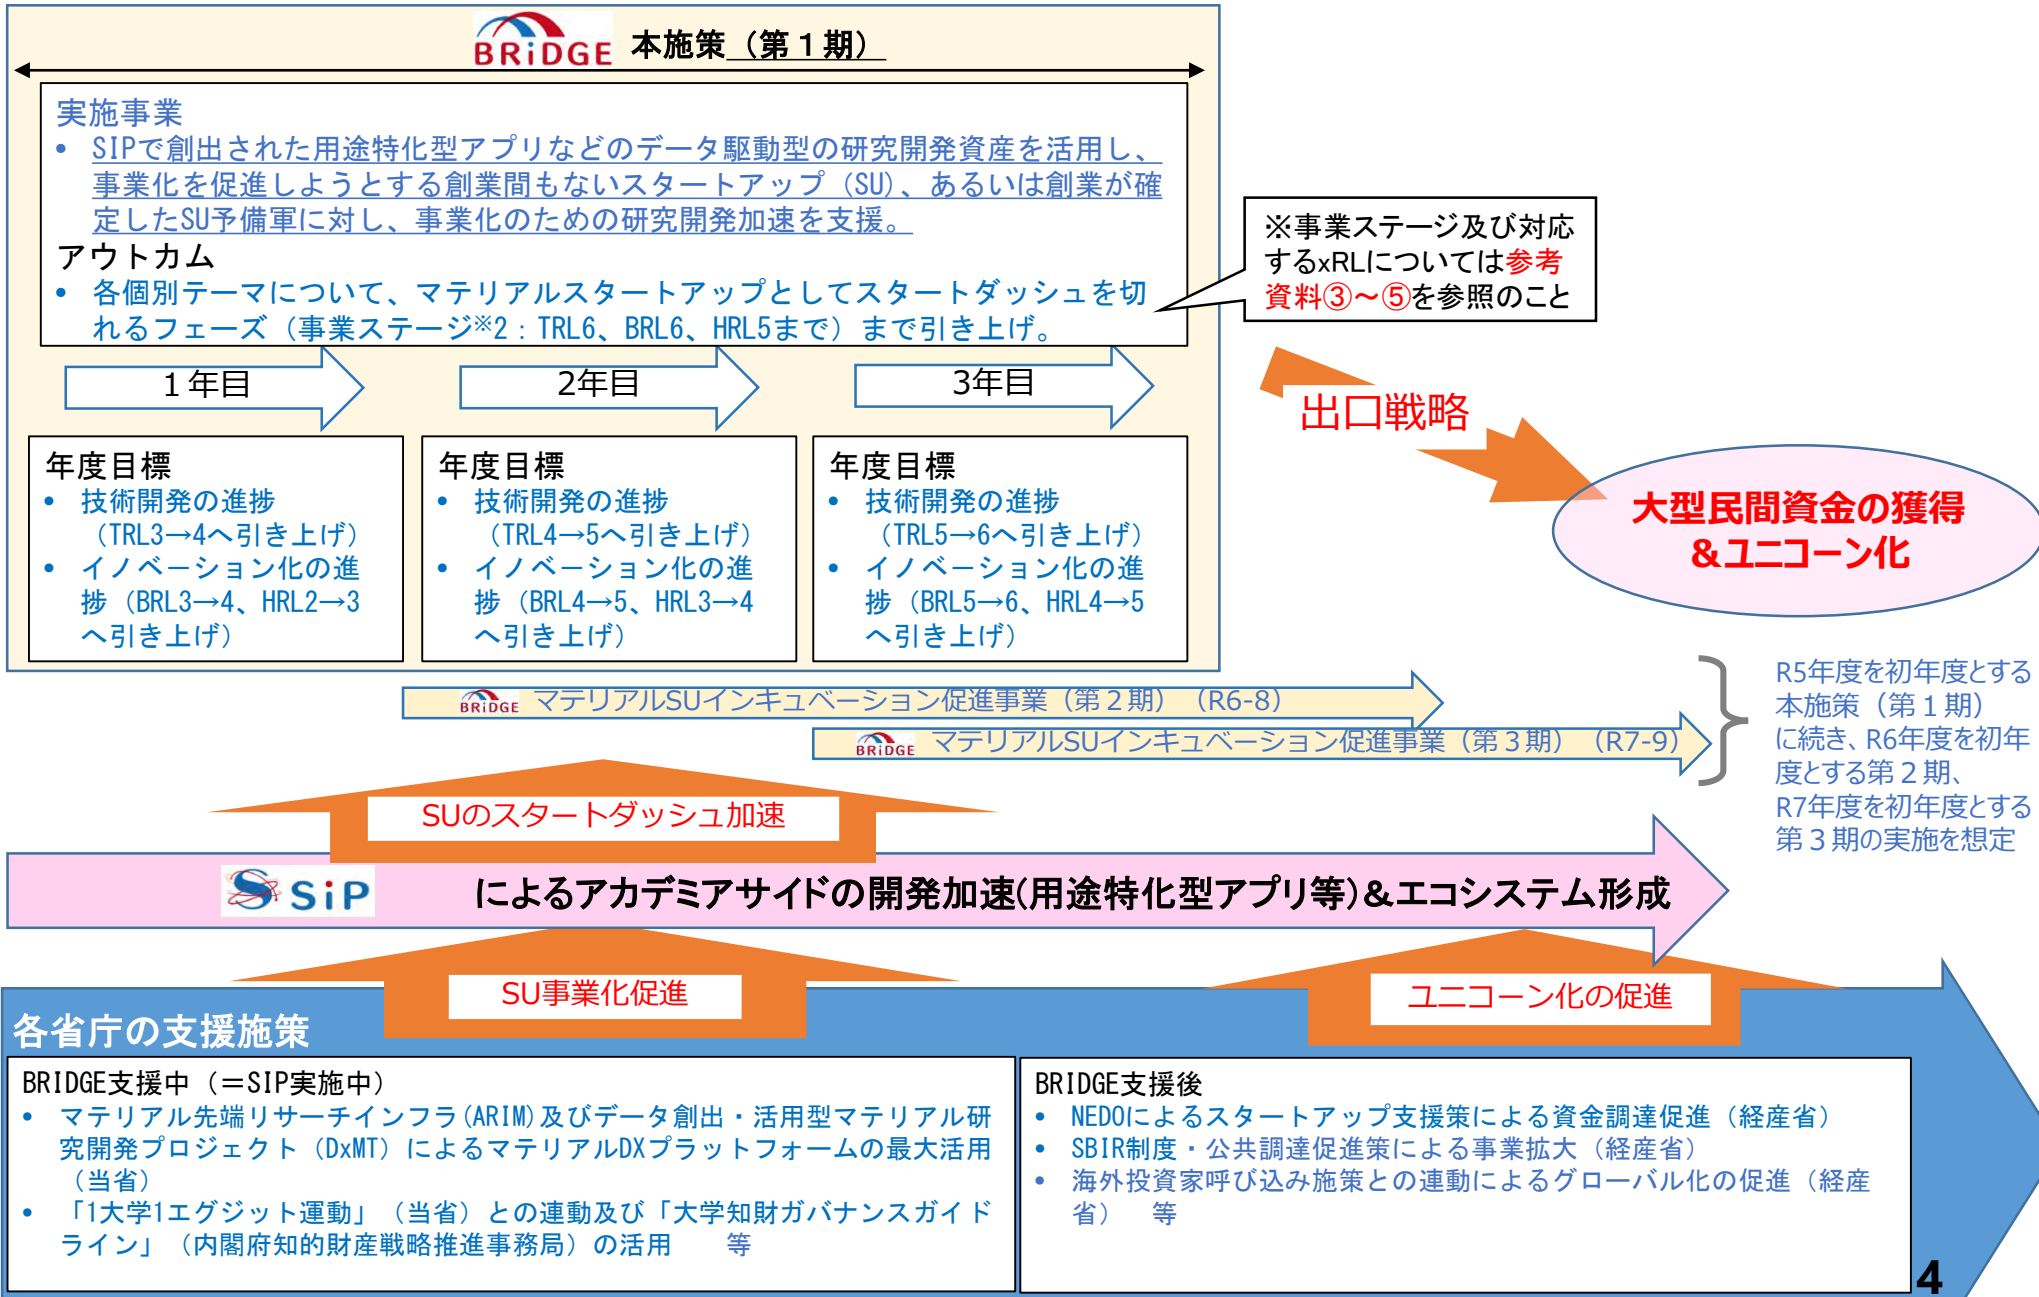 BRiDGE 本施策（第１期）
実施事業
• SIPで創出された用途特化型アプリなどのデータ駆動型の研究開発資産を活用し、
事業化を促進しようとする創業間もないスタートアップ（SU）、あるいは創業が確
定したSU予備軍に対し、事業化のための研究開発加速を支援。
アウトカム
• 各個別テーマについて、マテリアルスタートアップとしてスタートダッシュを切
れるフェーズ（事業ステージ※2：TRL6、BRL6、HRL5まで）まで引き上げ。
※事業ステージ及び対応
するxRLについては参考
資料③～⑤を参照のこと
１年目
2年目
3年目
出口戦略
年度目標
• 技術開発の進捗
（TRL3→4へ引き上げ）
• イノベーション化の進
捗（BRL3→4、HRL2→3
へ引き上げ）
年度目標
• 技術開発の進捗
（TRL4→5へ引き上げ）
• イノベーション化の進
捗（BRL4→5、HRL3→4
へ引き上げ）
年度目標
• 技術開発の進捗
（TRL5→6へ引き上げ）
• イノベーション化の進
捗（BRL5→6、HRL4→5
へ引き上げ）
大型民間資金の獲得
＆ユニコーン化
BRiDGE マテリアルSUインキュベーション促進事業（第２期）（R6-8）
BRiDGE マテリアルSUインキュベーション促進事業（第３期）（R7-9）
R5年度を初年度とする
本施策（第１期）
に続き、R6年度を初年
度とする第２期、
R7年度を初年度とする
第３期の実施を想定
SUのスタートダッシュ加速
SiP によるアカデミアサイドの開発加速(用途特化型アプリ等)＆エコシステム形成
SU事業化促進
ユニコーン化の促進
各省庁の支援施策
BRIDGE支援中（＝SIP実施中）
• マテリアル先端リサーチインフラ(ARIM)及びデータ創出・活用型マテリアル研
究開発プロジェクト（DxMT）によるマテリアルDXプラットフォームの最大活用
（当省）
• 「1大学1エグジット運動」（当省）との連動及び「大学知財ガバナンスガイド
ライン」（内閣府知的財産戦略推進事務局）の活用　　等
BRIDGE支援後
• NEDOによるスタートアップ支援策による資金調達促進（経産省）
• SBIR制度・公共調達促進策による事業拡大（経産省）
• 海外投資家呼び込み施策との連動によるグローバル化の促進（経産
省）　等
4